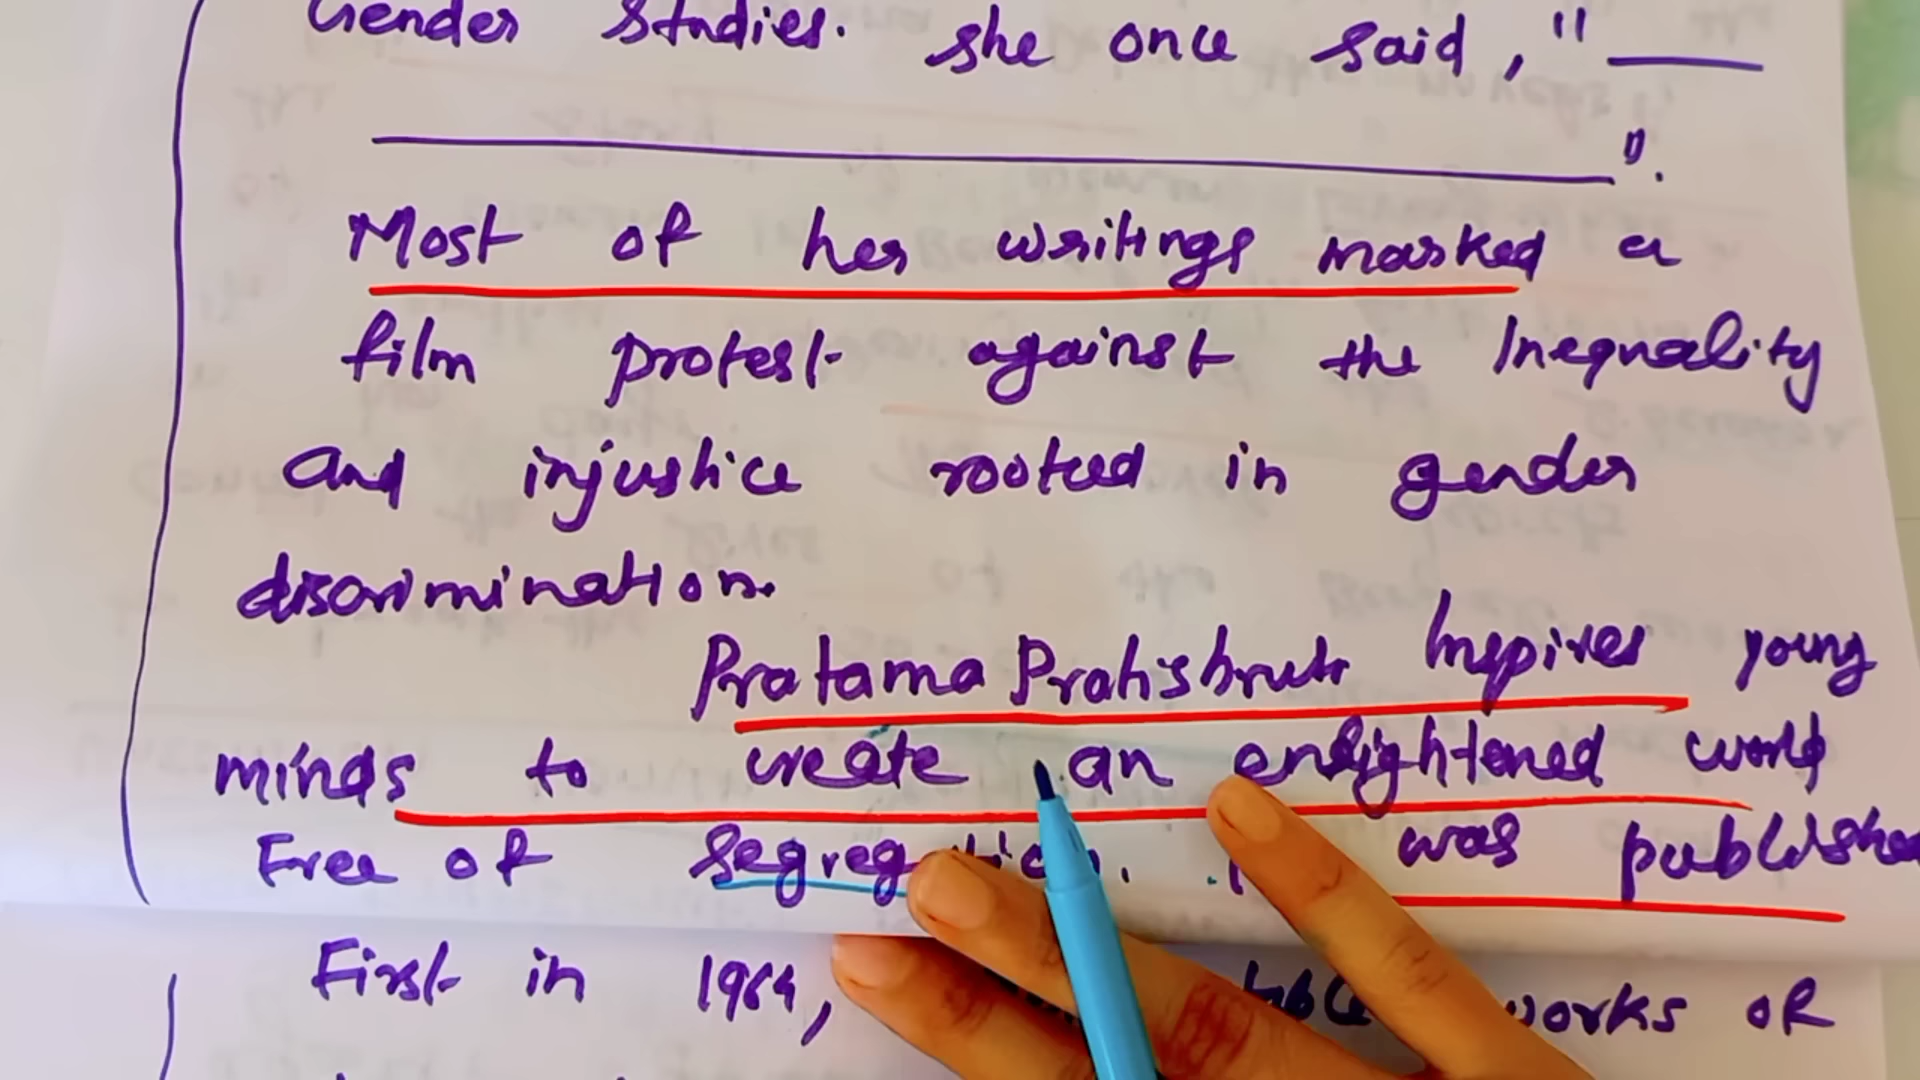 Gender Studies. She once said, "
".
Most of her writings marked a
film protest against the Inequality
and injustice rooted in gender
discrimination.
Pratama Pratishruti Inspires young
minds to create an enlightened world
Free of was published
First in 1964, works of